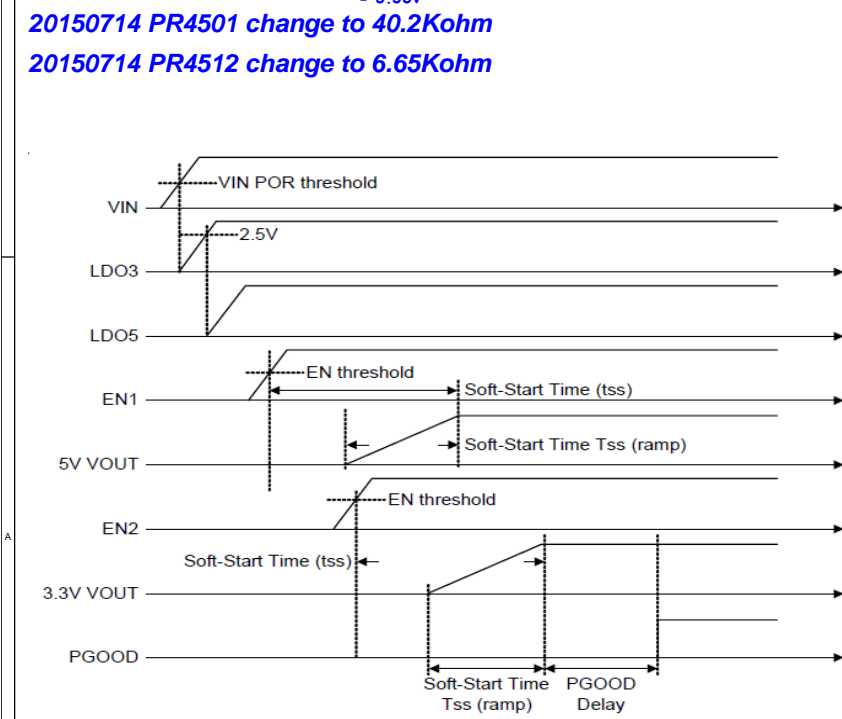 20150714 PR4501 change to 40.2Kohm
20150714 PR4512 change to 6.65Kohm
VIN POR threshold
VIN
2.5V
LDO3
LDO5
EN threshold
Soft-Start Time (tss)
EN1
Soft-Start Time Tss (ramp)
5V VOUT
EN threshold
EN2
Soft-Start Time (tss)
3.3V VOUT
PGOOD
Soft-Start Time
Tss (ramp)
PGOOD
Delay
A